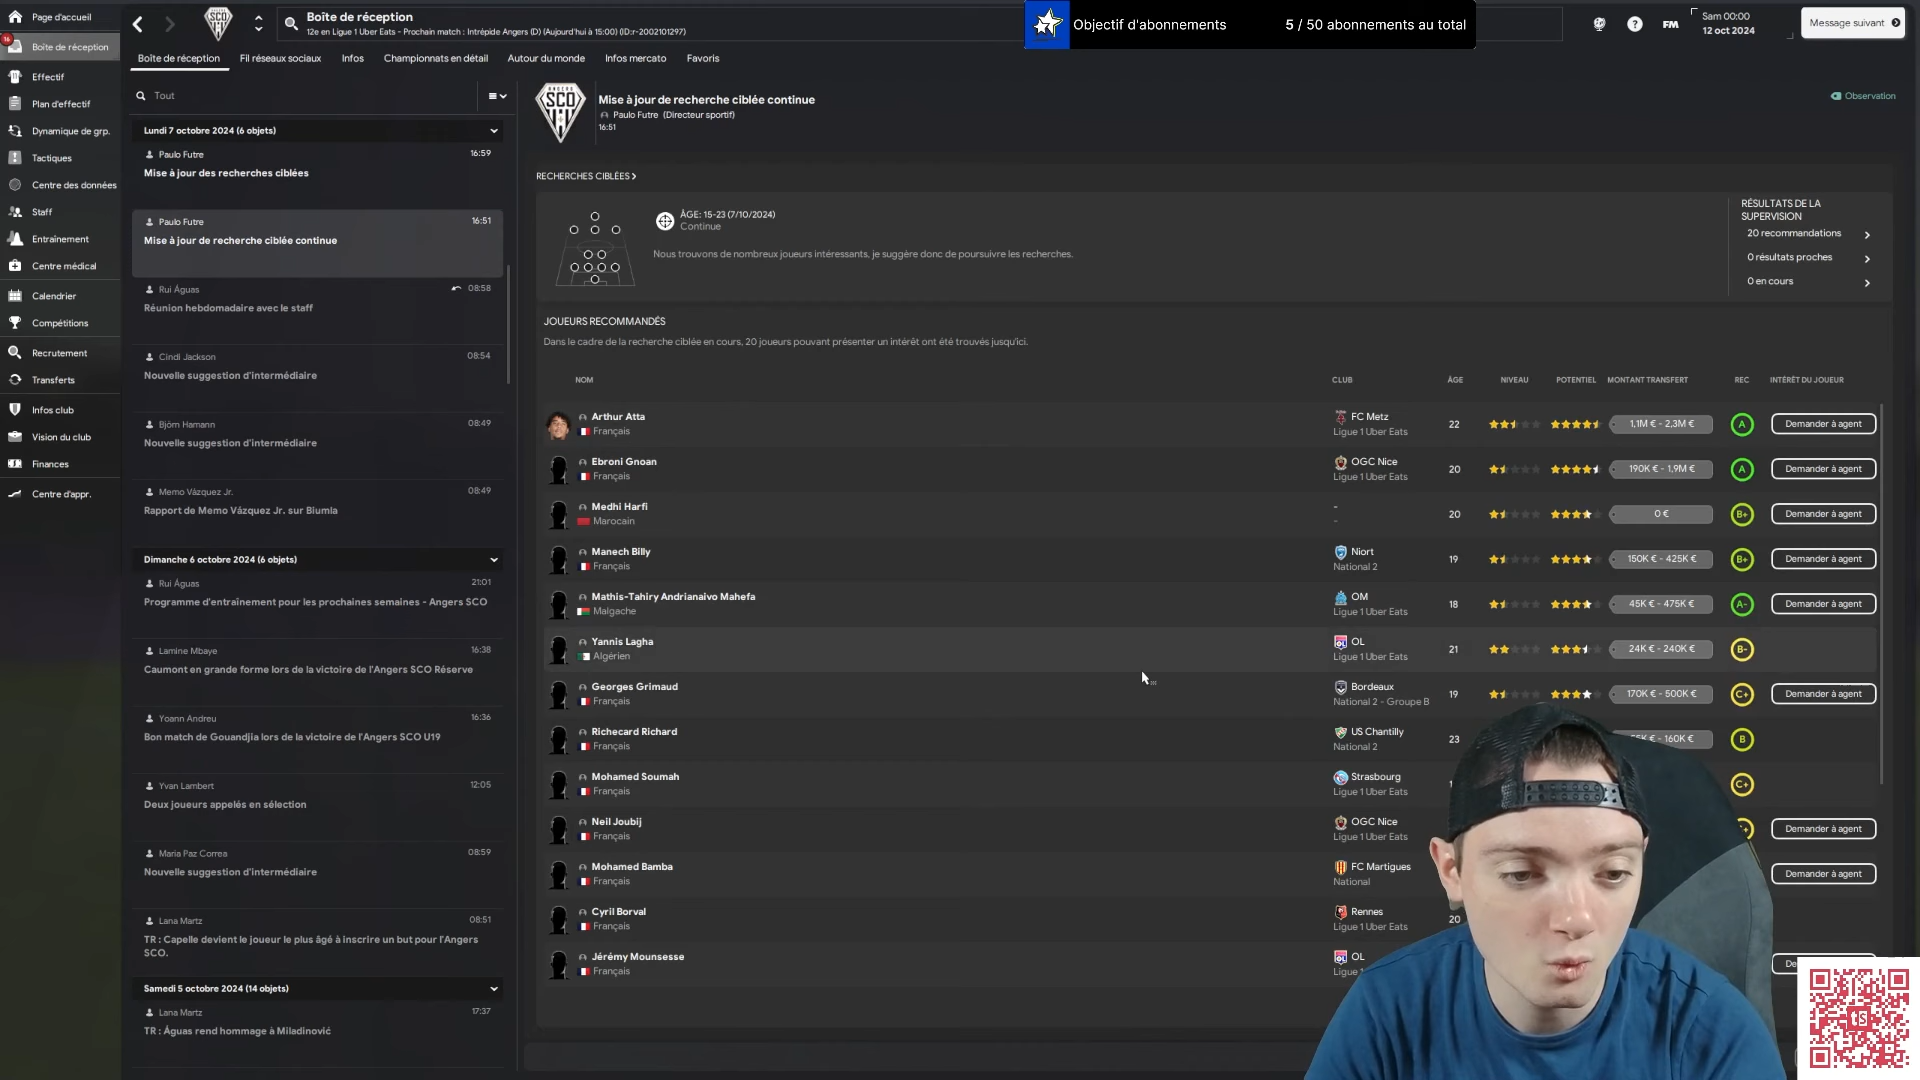 Page d'accueil
16
Boîte de réception
Effectif
Plan d'effectif
Dynamique de grp.
Tactiques
Centre des données
Staff
Entraînement
Centre médical
Calendrier
Compétitions
Recrutement
Transferts
Infos club
Vision du club
Finances
Centre d'appr.
Boîte de réception
12e en Ligue 1 Uber Eats - Prochain match : Intrépide Angers (D) (Aujourd'hui à 15:00) (ID:r-2002101297)
Objectif d'abonnements 5 / 50 abonnements au total
FM
Sam 00:00
12 oct 2024
Message suivant
Boîte de réception Fil réseaux sociaux Infos Championnats en détail Autour du monde Infos mercato Favoris
Tout
Lundi 7 octobre 2024 (6 objets)
Paulo Futre 16:59
Mise à jour des recherches ciblées
Paulo Futre 16:51
Mise à jour de recherche ciblée continue
Rui Águas 08:58
Réunion hebdomadaire avec le staff
Cindi Jackson 08:54
Nouvelle suggestion d'intermédiaire
Björn Hamann 08:49
Nouvelle suggestion d'intermédiaire
Memo Vázquez Jr. 08:49
Rapport de Memo Vázquez Jr. sur Biumla
Dimanche 6 octobre 2024 (6 objets)
Rui Águas 21:01
Programme d'entraînement pour les prochaines semaines - Angers SCO
Lamine Mbaye 16:38
Caumont en grande forme lors de la victoire de l'Angers SCO Réserve
Yoann Andreu 16:36
Bon match de Gouandjia lors de la victoire de l'Angers SCO U19
Yvan Lambert 12:05
Deux joueurs appelés en sélection
Maria Paz Correa 08:59
Nouvelle suggestion d'intermédiaire
Lana Martz 08:51
TR : Capelle devient le joueur le plus âgé à inscrire un but pour l'Angers
SCO.
Samedi 5 octobre 2024 (14 objets)
Lana Martz 17:37
TR : Águas rend hommage à Miladinović
ANGERS
SCO
Mise à jour de recherche ciblée continue
Paulo Futre (Directeur sportif)
16:51
Observation
RECHERCHES CIBLÉES
ÂGE: 15-23 (7/10/2024)
Continue
Nous trouvons de nombreux joueurs intéressants, je suggère donc de poursuivre les recherches.
RÉSULTATS DE LA
SUPERVISION
20 recommandations
0 résultats proches
0 en cours
JOUEURS RECOMMANDÉS
Dans le cadre de la recherche ciblée en cours, 20 joueurs pouvant présenter un intérêt ont été trouvés jusqu'ici.
NOM CLUB ÂGE NIVEAU POTENTIEL MONTANT TRANSFERT REC INTÉRÊT DU JOUEUR
Arthur Atta FC Metz 22 1,1M € - 2,3M € A Demander à agent
Français Ligue 1 Uber Eats
Ebroni Gnoan OGC Nice 20 190K € - 1,9M € A Demander à agent
Français Ligue 1 Uber Eats
Medhi Harfi - 20 0 € B+ Demander à agent
Marocain -
Manech Billy Niort 19 150K € - 425K € B+ Demander à agent
Français National 2
Mathis-Tahiry Andrianaivo Mahefa OM 18 45K € - 475K € A- Demander à agent
Malgache Ligue 1 Uber Eats
Yannis Lagha OL 21 24K € - 240K € B-
Algérien Ligue 1 Uber Eats
Georges Grimaud Bordeaux 19 170K € - 500K € C+ Demander à agent
Français National 2 - Groupe B
Richecard Richard US Chantilly 23 - 160K € B
Français National 2
Mohamed Soumah Strasbourg C+
Français Ligue 1 Uber Eats
Neil Joubij OGC Nice Demander à agent
Français Ligue 1 Uber Eats
Mohamed Bamba FC Martigues Demander à agent
Français National
Cyril Borval Rennes 20
Français Ligue 1 Uber Eats
Jérémy Mounsesse OL
Français
ts